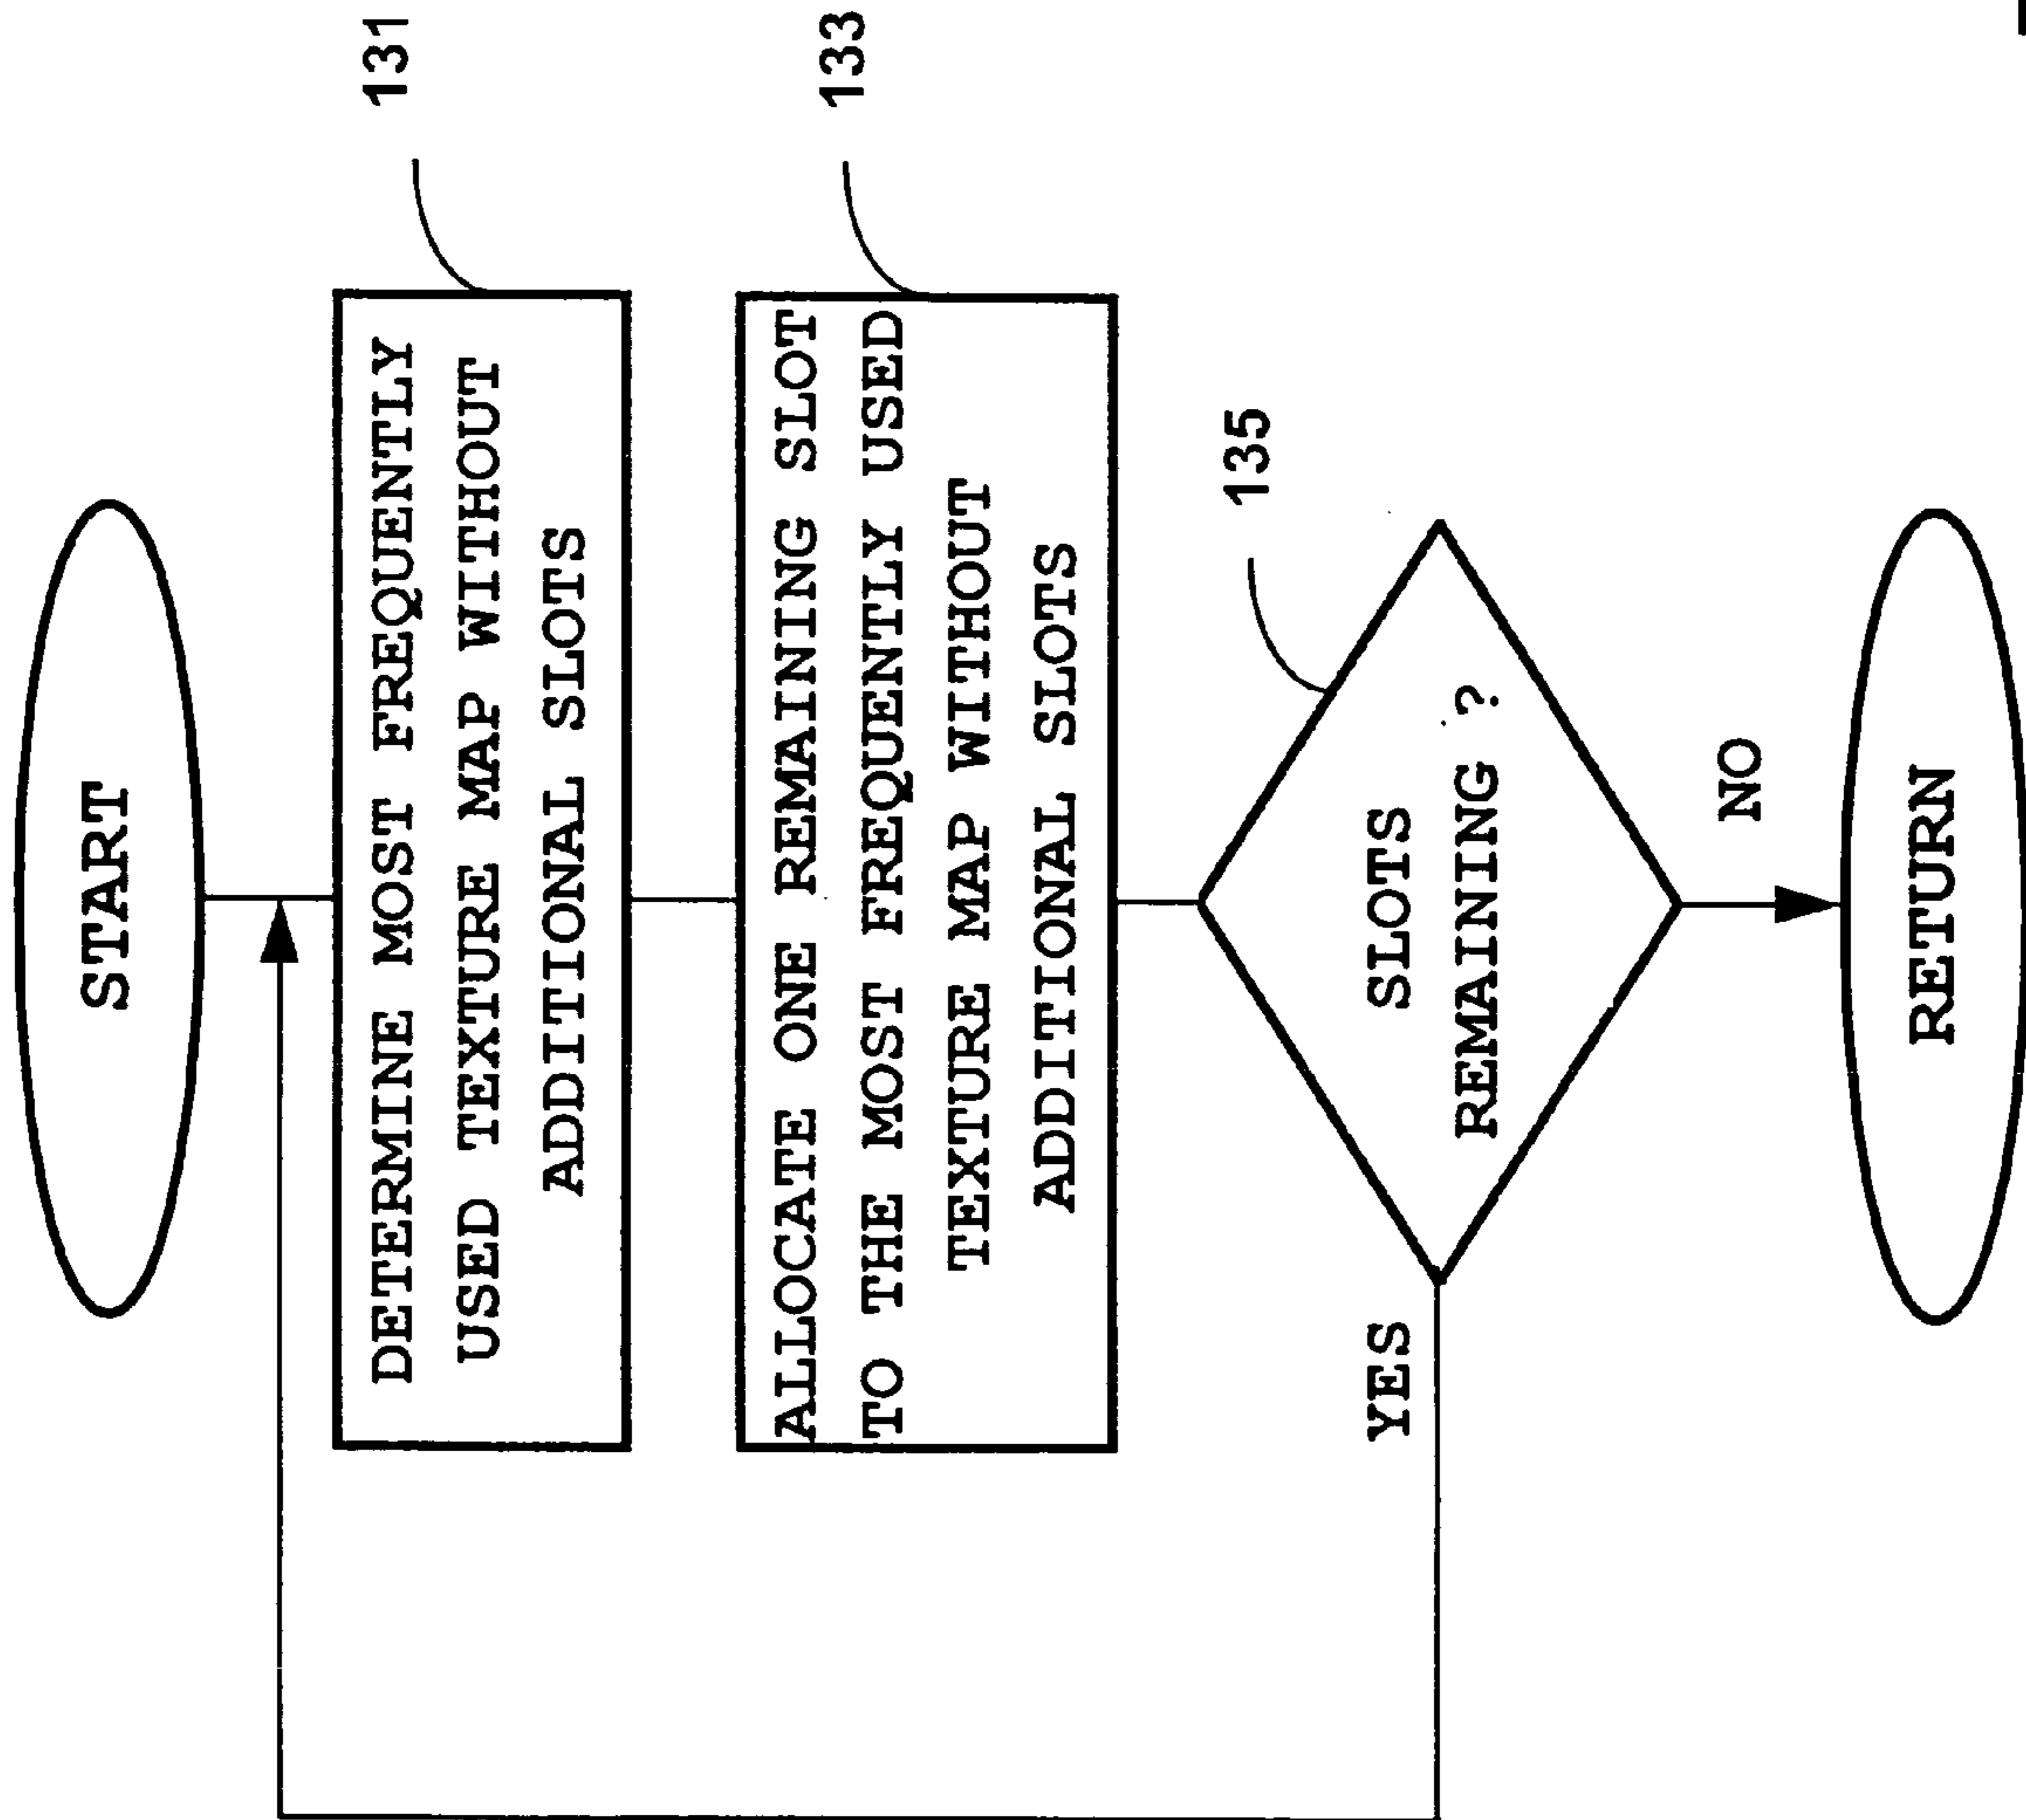 START
131
DETERMINE MOST FREQUENTLY
USED TEXTURE MAP WITHOUT
ADDITIONAL SLOTS
133
ALLOCATE ONE REMAINING SLOT
TO THE MOST FREQUENTLY USED
TEXTURE MAP WITHOUT
ADDITIONAL SLOTS
135
SLOTS
REMAINING ?
YES
NO
RETURN